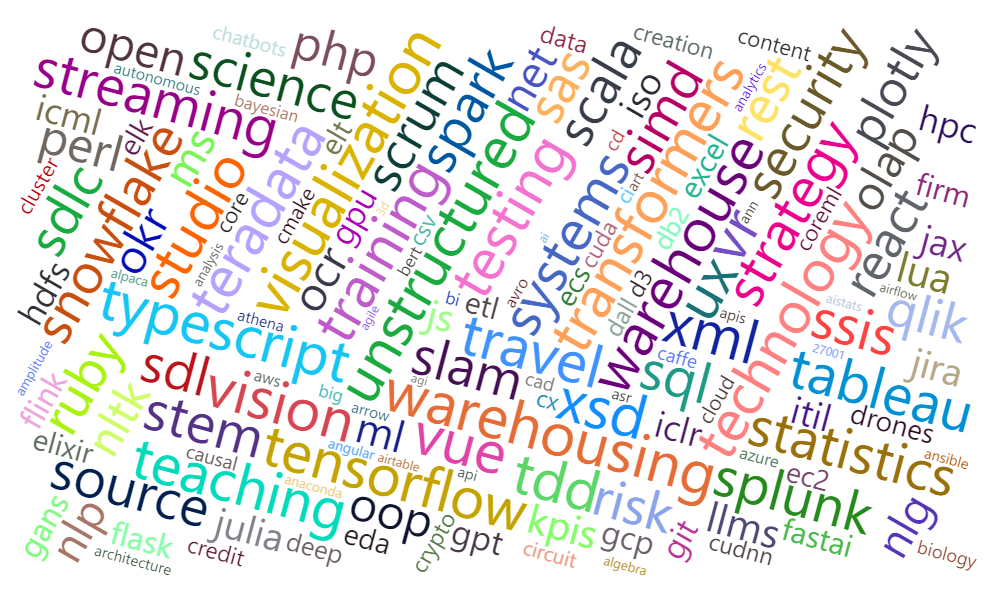 open
chatbots
php
data
creation
content
streaming
autonomous
science
bayesian
visualization
scrum
spark
net
sas
scala
iso
simd
transformers
analytics
rest
security
plotly
hpc
icml
perl
elk
ms
elt
cluster
sdlc
snowflake
okr
studio
core
teradata
cmake
gpu
3d
training
unstructured
testing
cd
ci
art
excel
warehouse
strategy
olap
firm
hdfs
alpaca
analysis
ocr
bert
csv
systems
ai
cuda
ecs
db2
vr
ann
coreml
react
jax
lua
typescript
athena
agile
js
bi
etl
avro
dall
d3
ux
apis
technology
aistats
airflow
qlik
amplitude
flink
ruby
nltk
sdl
vision
aws
big
arrow
slam
agi
travel
cad
cx
xsd
asr
caffe
xml
sql
cloud
27001
ssis
tableau
jira
itil
drones
elixir
stem
causal
tensorflow
angular
ml
airtable
vue
api
warehousing
iclr
azure
statistics
ansible
source
teaching
anaconda
oop
tdd
risk
splunk
ec2
gans
nlp
flask
architecture
julia
credit
deep
eda
crypto
gpt
kpis
circuit
gcp
algebra
git
llms
cudnn
fastai
nlg
biology